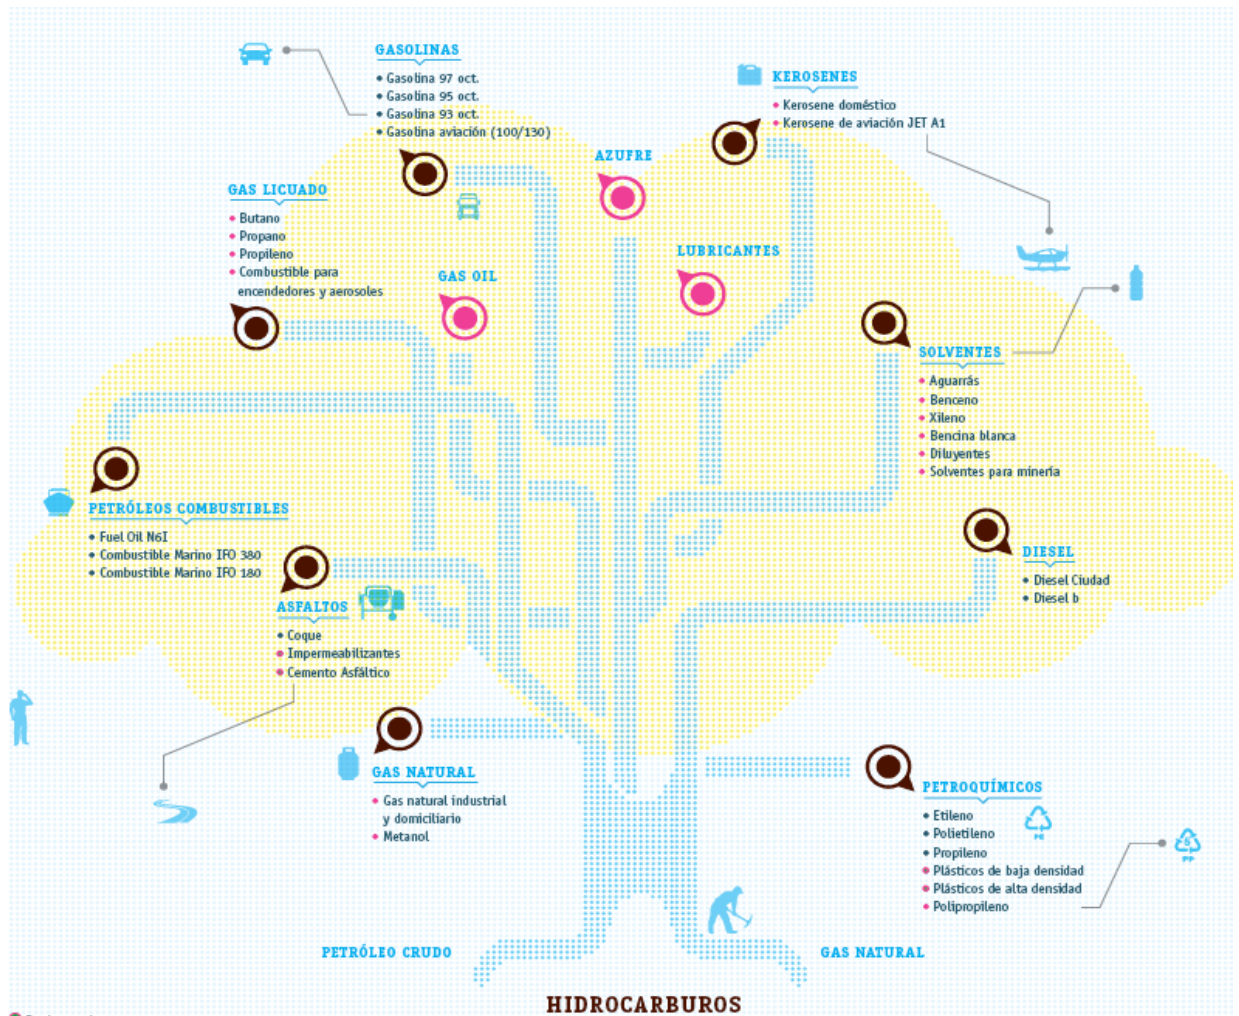 GASOLINAS
• Gasolina 97 oct.
• Gasolina 95 oct.
• Gasolina 93 oct.
• Gasolina aviación (100/130)
KEROSENES
• Kerosene doméstico
• Kerosene de aviación JET A1
AZUFRE
GAS LICUADO
• Butano
• Propano
• Propileno
• Combustible para
encendedores y aerosoles
GAS OIL
LUBRICANTES
SOLVENTES
• Aguarrás
• Benceno
• Xileno
• Bencina blanca
• Diluyentes
• Solventes para minería
PETRÓLEOS COMBUSTIBLES
• Fuel Oil N6I
• Combustible Marino IFO 380
• Combustible Marino IFO 180
DIESEL
• Diesel Ciudad
• Diesel b
ASFALTOS
• Coque
• Impermeabilizantes
• Cemento Asfáltico
GAS NATURAL
• Gas natural industrial
y domiciliario
• Metanol
PETROQUÍMICOS
• Etileno
• Polietileno
• Propileno
• Plásticos de baja densidad
• Plásticos de alta densidad
• Polipropileno
PE
5
PP
PETRÓLEO CRUDO
GAS NATURAL
HIDROCARBUROS